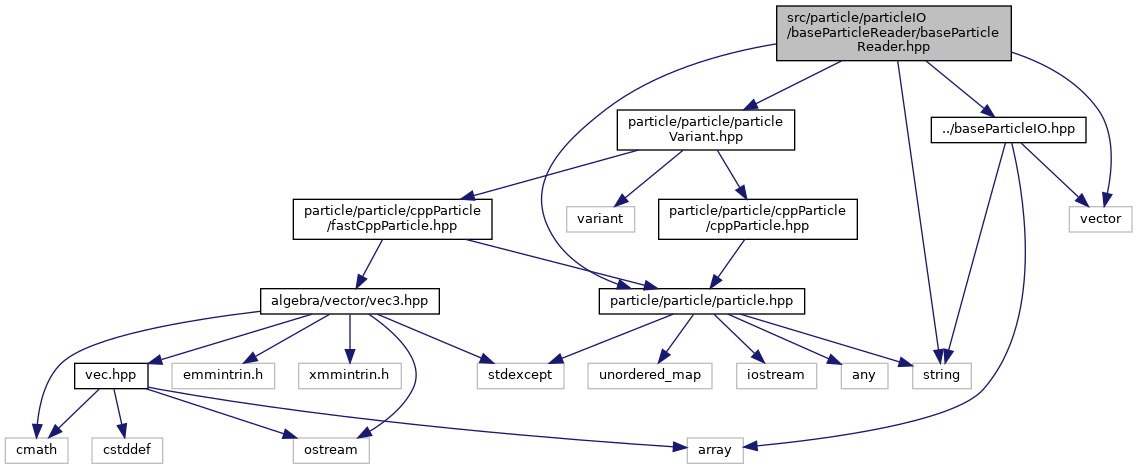 src/particle/particleIO
/baseParticleReader/baseParticle
Reader.hpp
particle/particle/particle
Variant.hpp
../baseParticleIO.hpp
particle/particle/cppParticle
/fastCppParticle.hpp
variant
particle/particle/cppParticle
/cppParticle.hpp
vector
algebra/vector/vec3.hpp
particle/particle/particle.hpp
vec.hpp
emmintrin.h
xmmintrin.h
stdexcept
unordered_map
iostream
any
string
cmath
cstddef
ostream
array